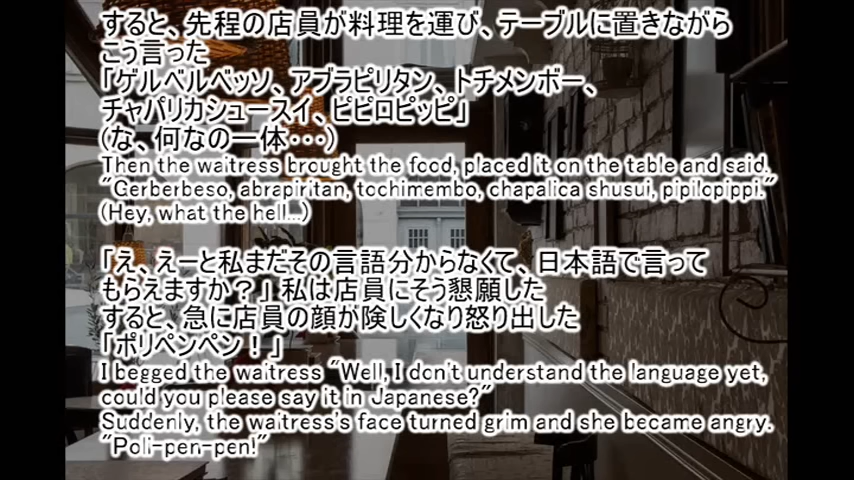 すると、先程の店員が料理を運び、テーブルに置きながら
こう言った
「ゲルベルベッソ、アブラピリタン、トチメンボー、
チャパリカシュースイ、ピピロピッピ」
(な、何なの一体･･･)
Then the waitress brought the food, placed it on the table and said,
"Gerberbeso, abrapiritan, tochimembo, chapalica shusui, pipilopippi."
(Hey, what the hell...)
「え、えーと私まだその言語分からなくて、日本語で言って
もらえますか？」私は店員にそう懇願した
すると、急に店員の顔が険しくなり怒り出した
「ポリペンペン！」
I begged the waitress "Well, I don't understand the language yet,
could you please say it in Japanese?"
Suddenly, the waitress's face turned grim and she became angry.
"Poli-pen-pen!"